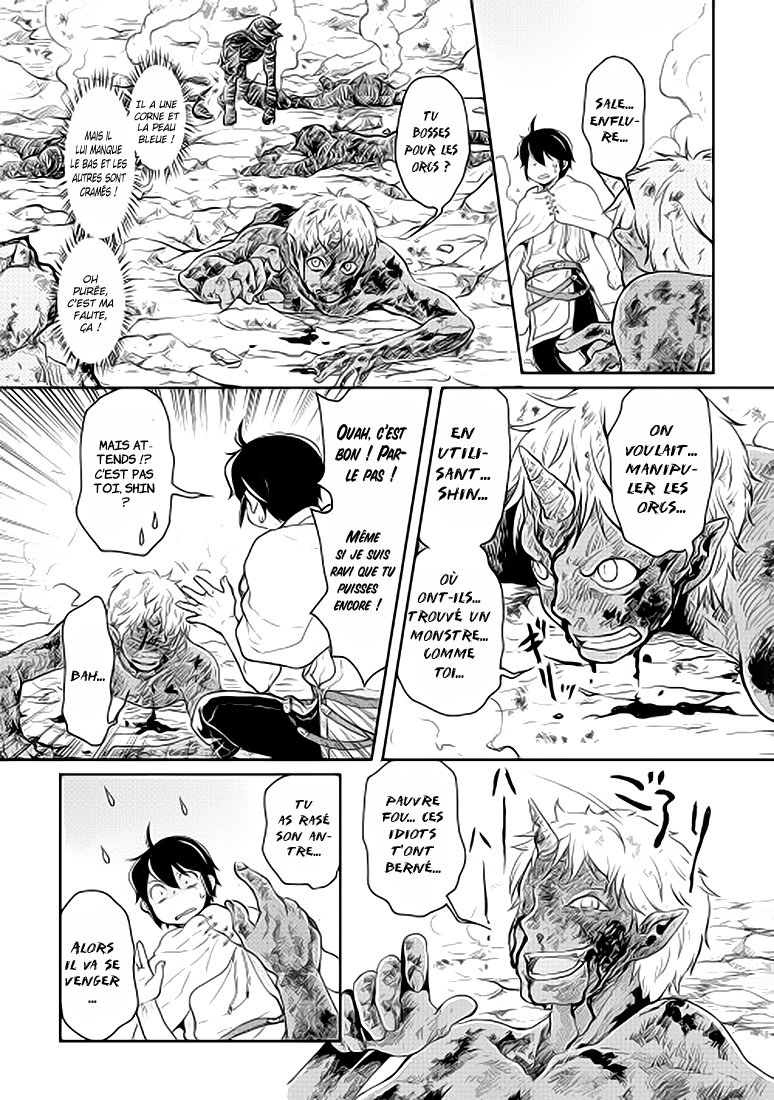 SALE...
ENFLU-
RE...
TU
BOSSES
POUR LES
ORCS ?
IL A UNE
CORNE ET
LA PEAU
BLEUE !
MAIS IL
LUI MANQUE
LE BAS ET LES
AUTRES SONT
CRAMÉS !
OH
PURÉE,
C'EST MA
FAUTE,
ÇA !
ON
VOULAIT...
MANIPU-
LER LES
ORCS...
EN
UTILI-
SANT...
SHIN...
OÙ
ONT-ILS...
TROUVÉ UN
MONSTRE...
COMME
TOI...
OUAH, C'EST
BON ! PAR-
LE PAS !
MÊME
SI JE SUIS
RAVI QUE TU
PUISSES
ENCORE !
MAIS AT-
TENDS !?
C'EST PAS
TOI, SHIN
?
BAH...
PAUVRE
FOU... CES
IDIOTS
T'ONT
BERNÉ...
TU
AS RASÉ
SON AN-
TRE...
ALORS
IL VA SE
VENGER
...